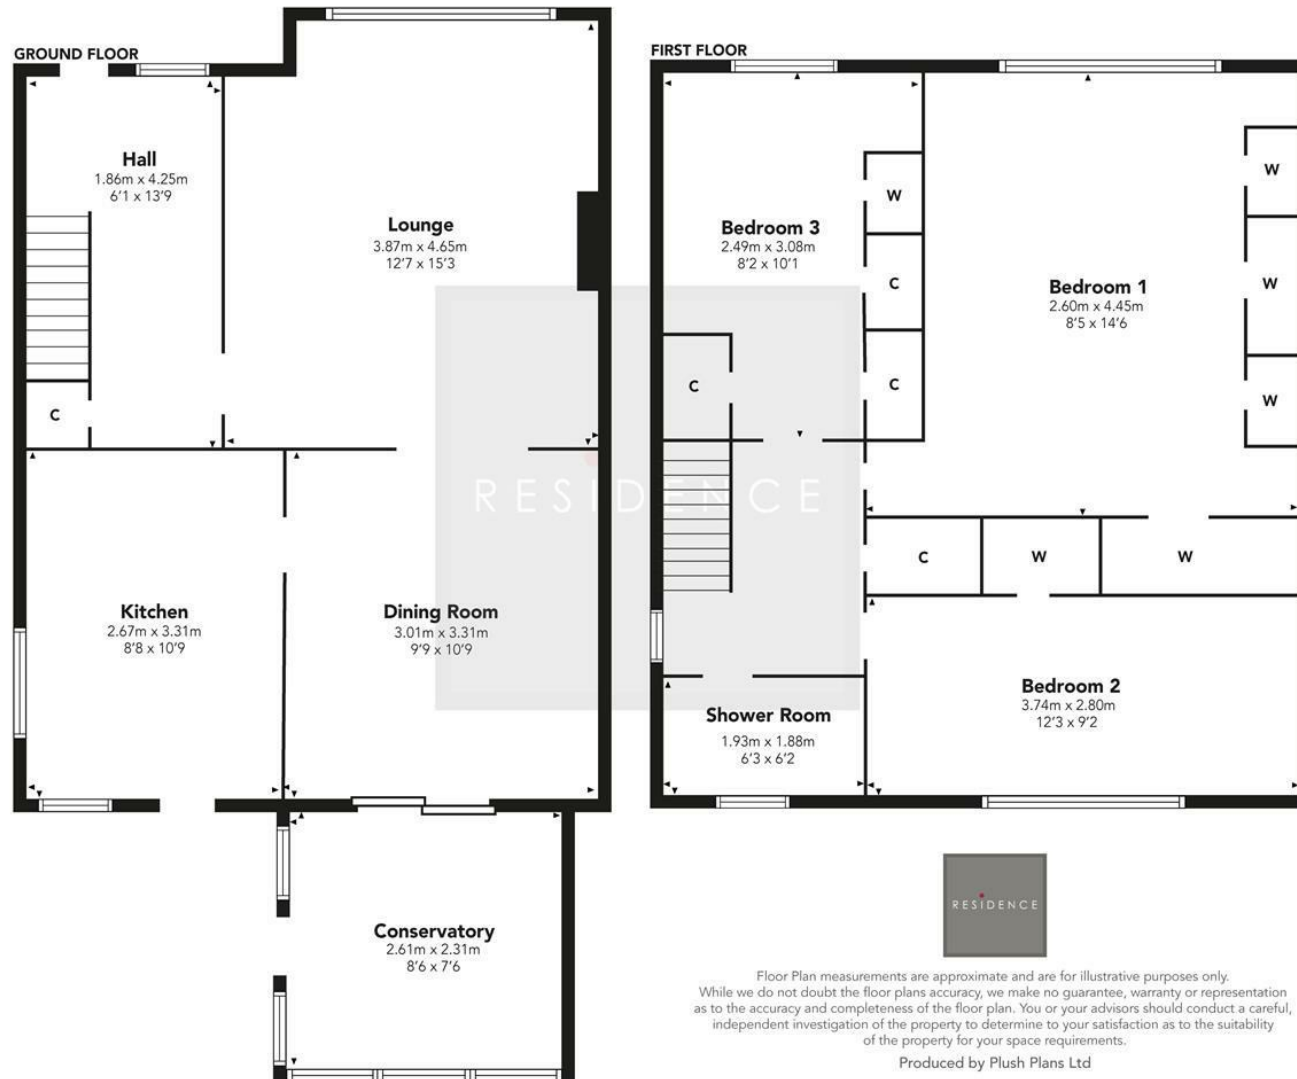 GROUND FLOOR
Hall
1.86m x 4.25m
6'1 x 13'9
Lounge
3.87m x 4.65m
12'7 x 15'3
C
Kitchen
2.67m x 3.31m
8'8 x 10'9
Dining Room
3.01m x 3.31m
9'9 x 10'9
Conservatory
2.61m x 2.31m
8'6 x 7'6
RESIDENCE
FIRST FLOOR
Bedroom 3
2.49m x 3.08m
8'2 x 10'1
W
C
C
C
Bedroom 1
2.60m x 4.45m
8'5 x 14'6
W
W
W
C
W
W
Bedroom 2
3.74m x 2.80m
12'3 x 9'2
Shower Room
1.93m x 1.88m
6'3 x 6'2
RESIDENCE
Floor Plan measurements are approximate and are for illustrative purposes only.
While we do not doubt the floor plans accuracy, we make no guarantee, warranty or representation
as to the accuracy and completeness of the floor plan. You or your advisors should conduct a careful,
independent investigation of the property to determine to your satisfaction as to the suitability
of the property for your space requirements.
Produced by Plush Plans Ltd